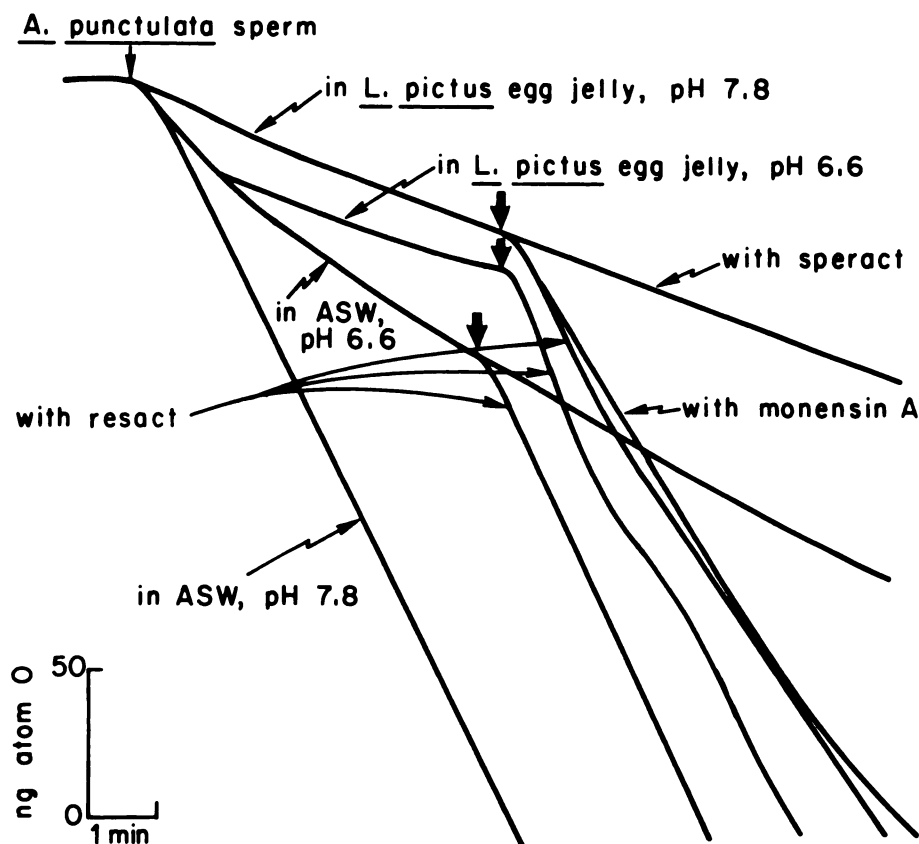 A. punctulata sperm
in L. pictus egg jelly, pH 7.8
in L. pictus egg jelly, pH 6.6
with speract
in ASW,
pH 6.6
with monensin A
with resact
in ASW, pH 7.8
ng atom O
50
0
1 min